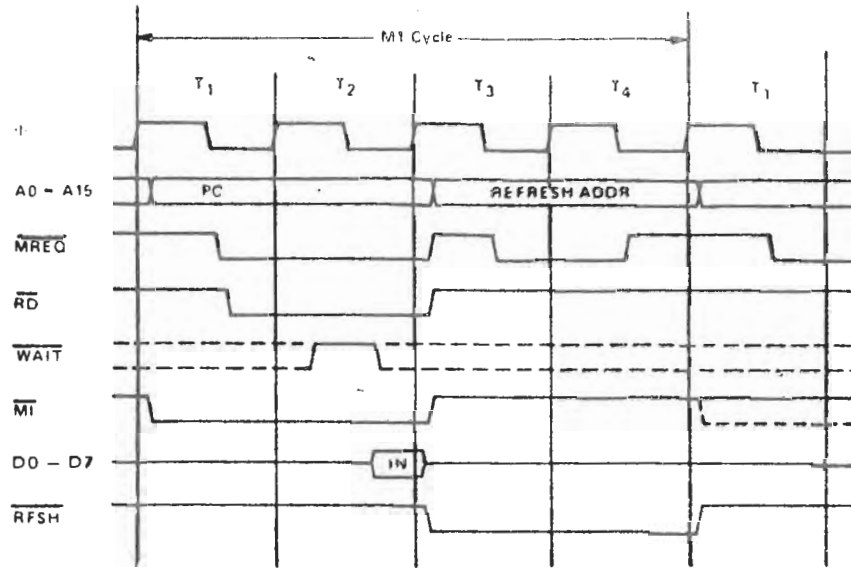 M1 Cycle
T1 T2 T3 T4 T1
A0 – A15 PC REFRESH ADDR
MREQ
RD
WAIT
M1
D0 – D7 IN
RFSH